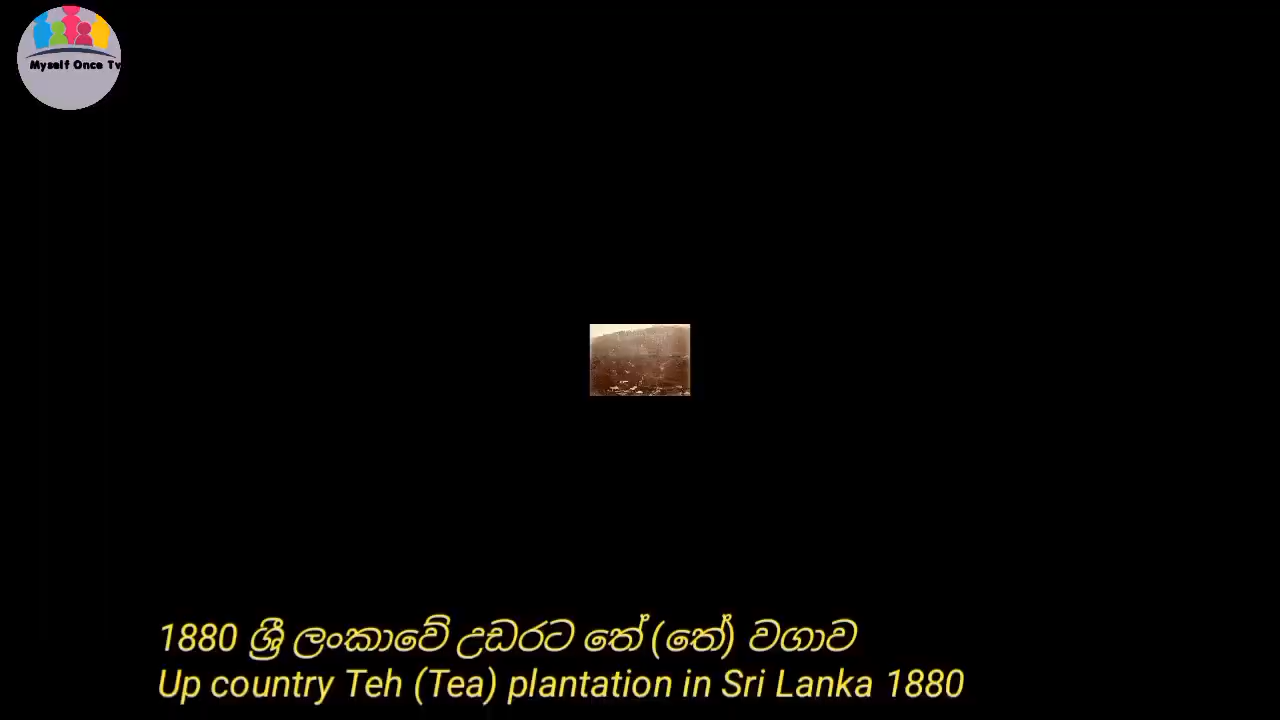 Myself Once Tv
1880 ශ්‍රී ලංකාවේ උඩරට තේ (තේ) වගාව
Up country Teh (Tea) plantation in Sri Lanka 1880